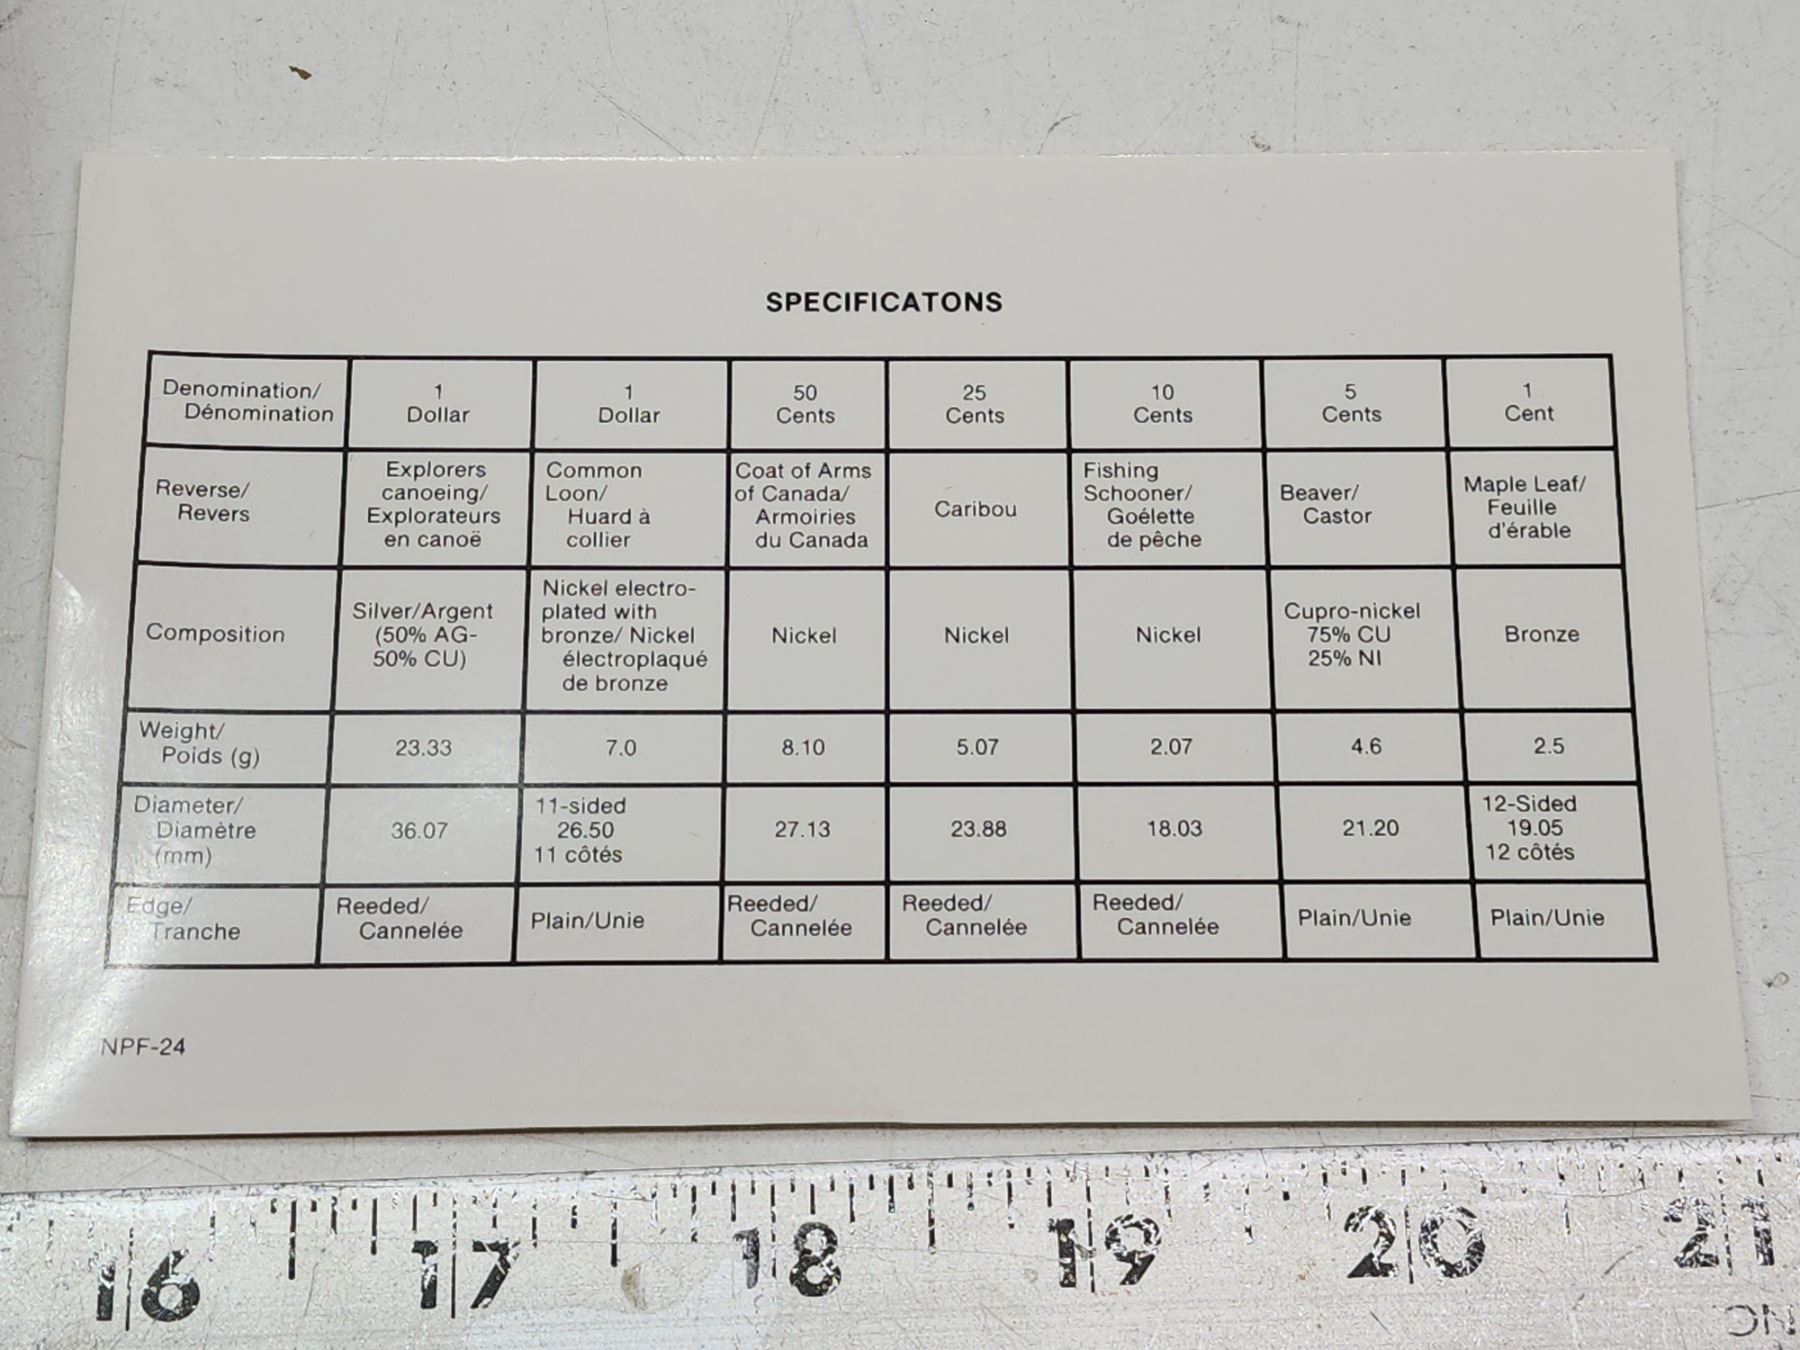 SPECIFICATONS
Denomination/
Dénomination
1
Dollar
1
Dollar
50
Cents
25
Cents
10
Cents
5
Cents
1
Cent
Reverse/
Revers
Explorers
canoeing/
Explorateurs
en canoë
Common
Loon/
Huard à
collier
Coat of Arms
of Canada/
Armoiries
du Canada
Caribou
Fishing
Schooner/
Goélette
de pêche
Beaver/
Castor
Maple Leaf/
Feuille
d'érable
Composition
Silver/Argent
(50% AG-
50% CU)
Nickel electro-
plated with
bronze/ Nickel
électroplaqué
de bronze
Nickel
Nickel
Nickel
Cupro-nickel
75% CU
25% NI
Bronze
Weight/
Poids (g)
23.33
7.0
8.10
5.07
2.07
4.6
2.5
Diameter/
Diamètre
(mm)
36.07
11-sided
26.50
11 côtés
27.13
23.88
18.03
21.20
12-Sided
19.05
12 côtés
Edge/
Tranche
Reeded/
Cannelée
Plain/Unie
Reeded/
Cannelée
Reeded/
Cannelée
Reeded/
Cannelée
Plain/Unie
Plain/Unie
NPF-24
16 17 18 19 20 21